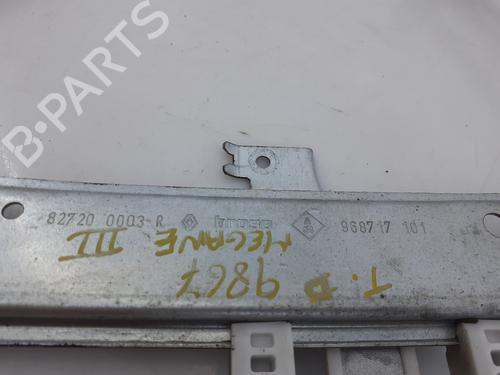 B-PARTS
82720 0003-R brose 968717 101
MEGANE III
T.D 9867